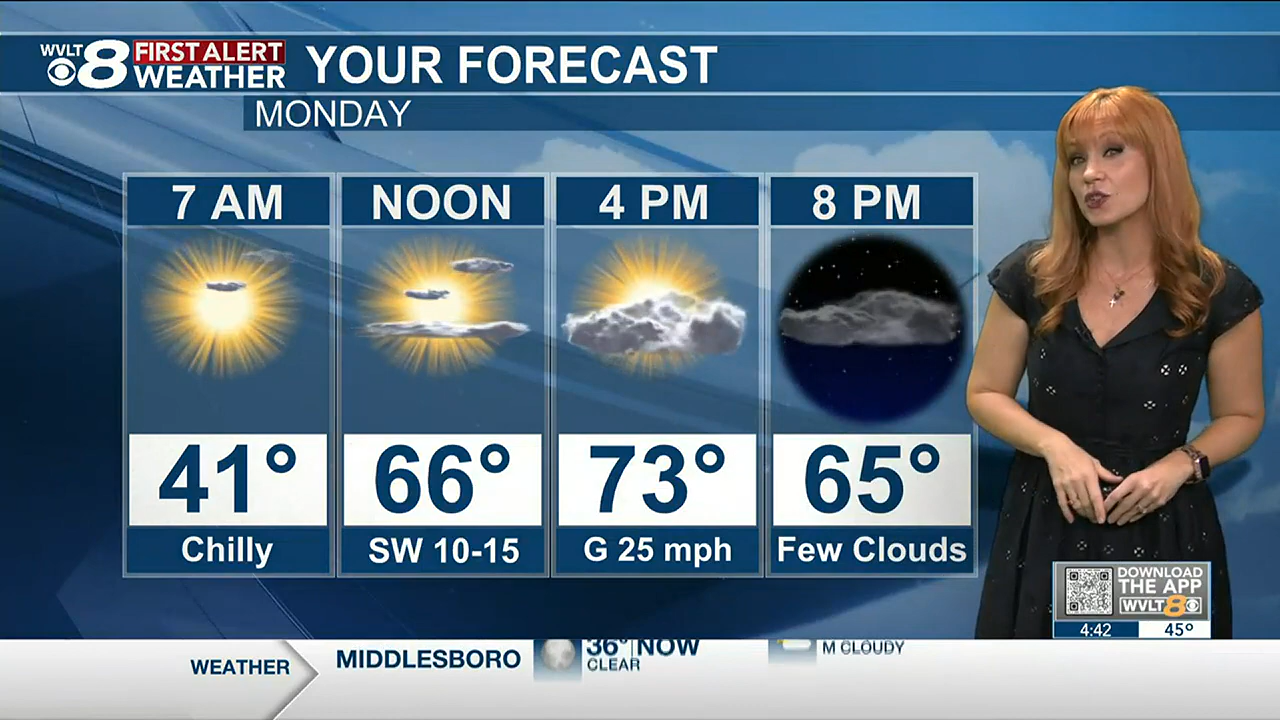 WVLT 8 FIRST ALERT WEATHER
YOUR FORECAST
MONDAY
7 AM NOON 4 PM 8 PM
41° 66° 73° 65°
Chilly SW 10-15 G 25 mph Few Clouds
DOWNLOAD
THE APP
WVLT 8
4:42 45°
WEATHER MIDDLESBORO 36° NOW M CLOUDY
CLEAR